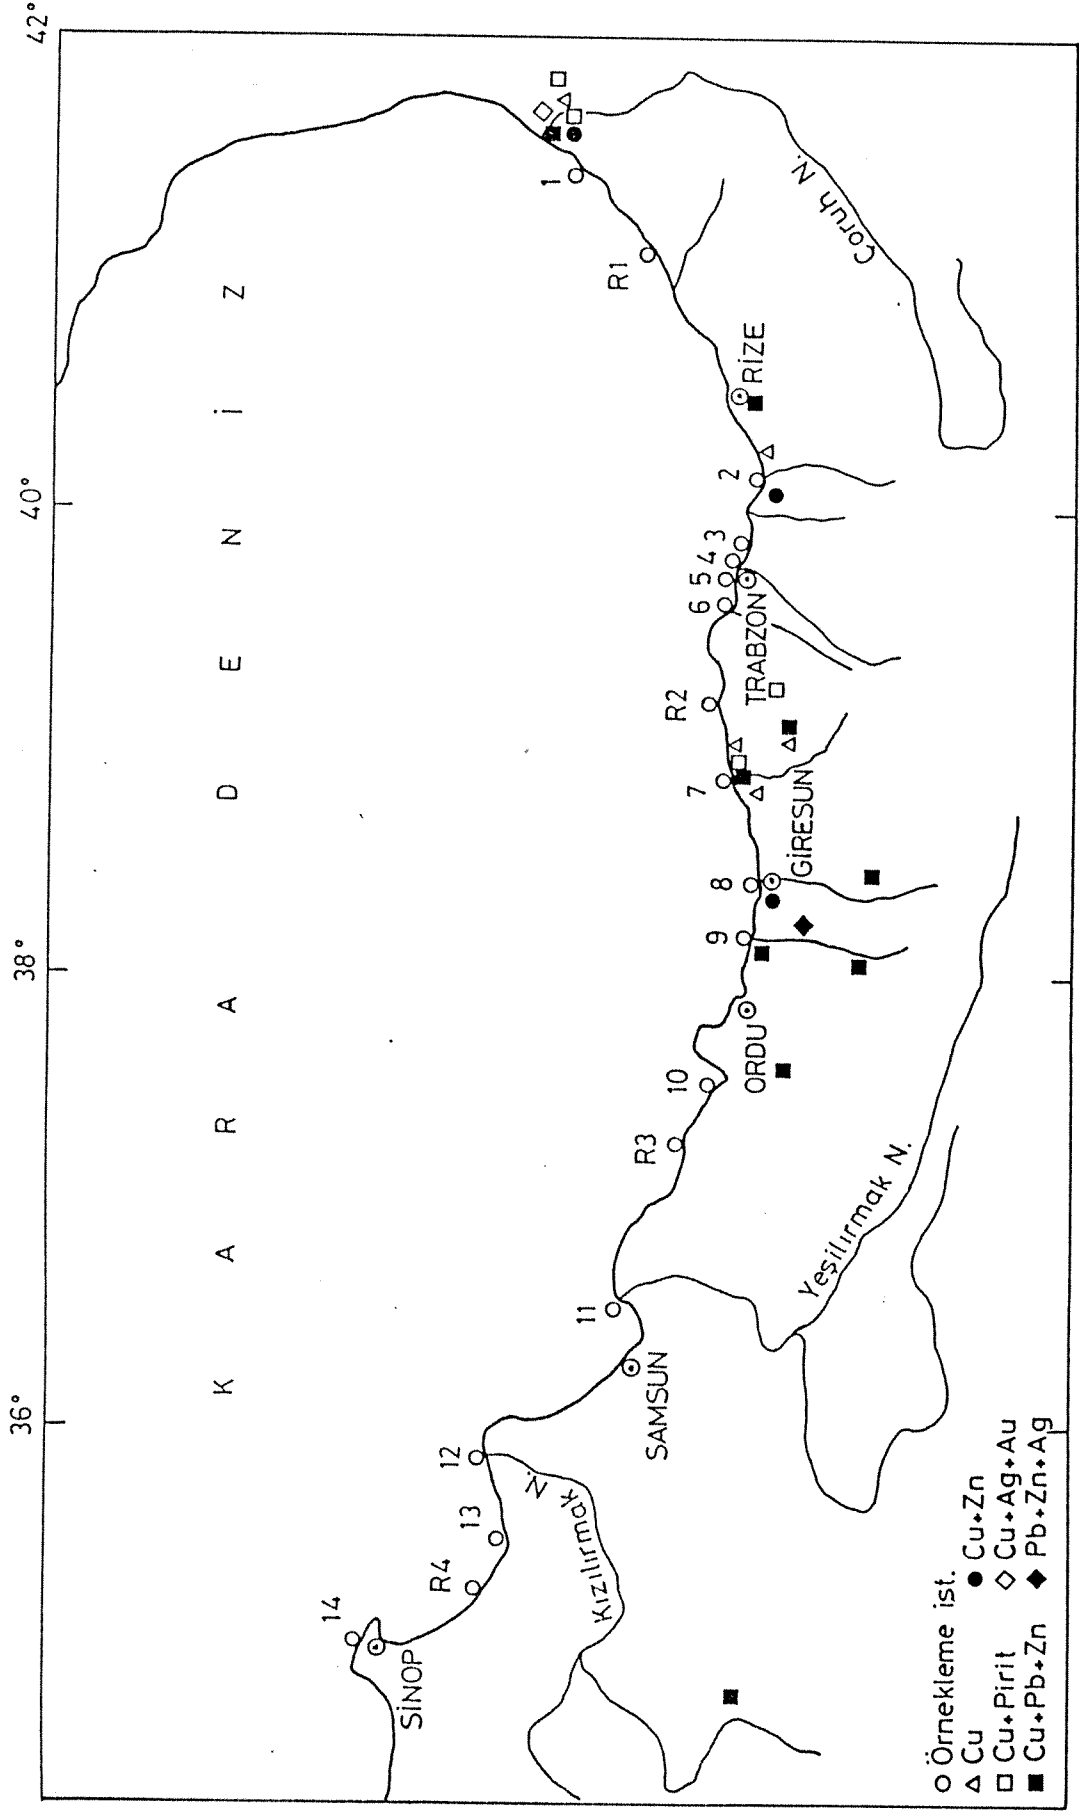 42°
40°
38°
36°
K A R A D E N İ Z
1
R1
RİZE
Çoruh N.
2
3
4
5
6
TRABZON
R2
7
GİRESUN
8
9
ORDU
10
R3
Yeşilırmak N.
11
SAMSUN
12
Kızılırmak N.
13
R4
14
SİNOP
Örnekleme ist.
Cu
Cu+Zn
Cu+Pirit
Cu+Ag+Au
Cu+Pb+Zn
Pb+Zn+Ag